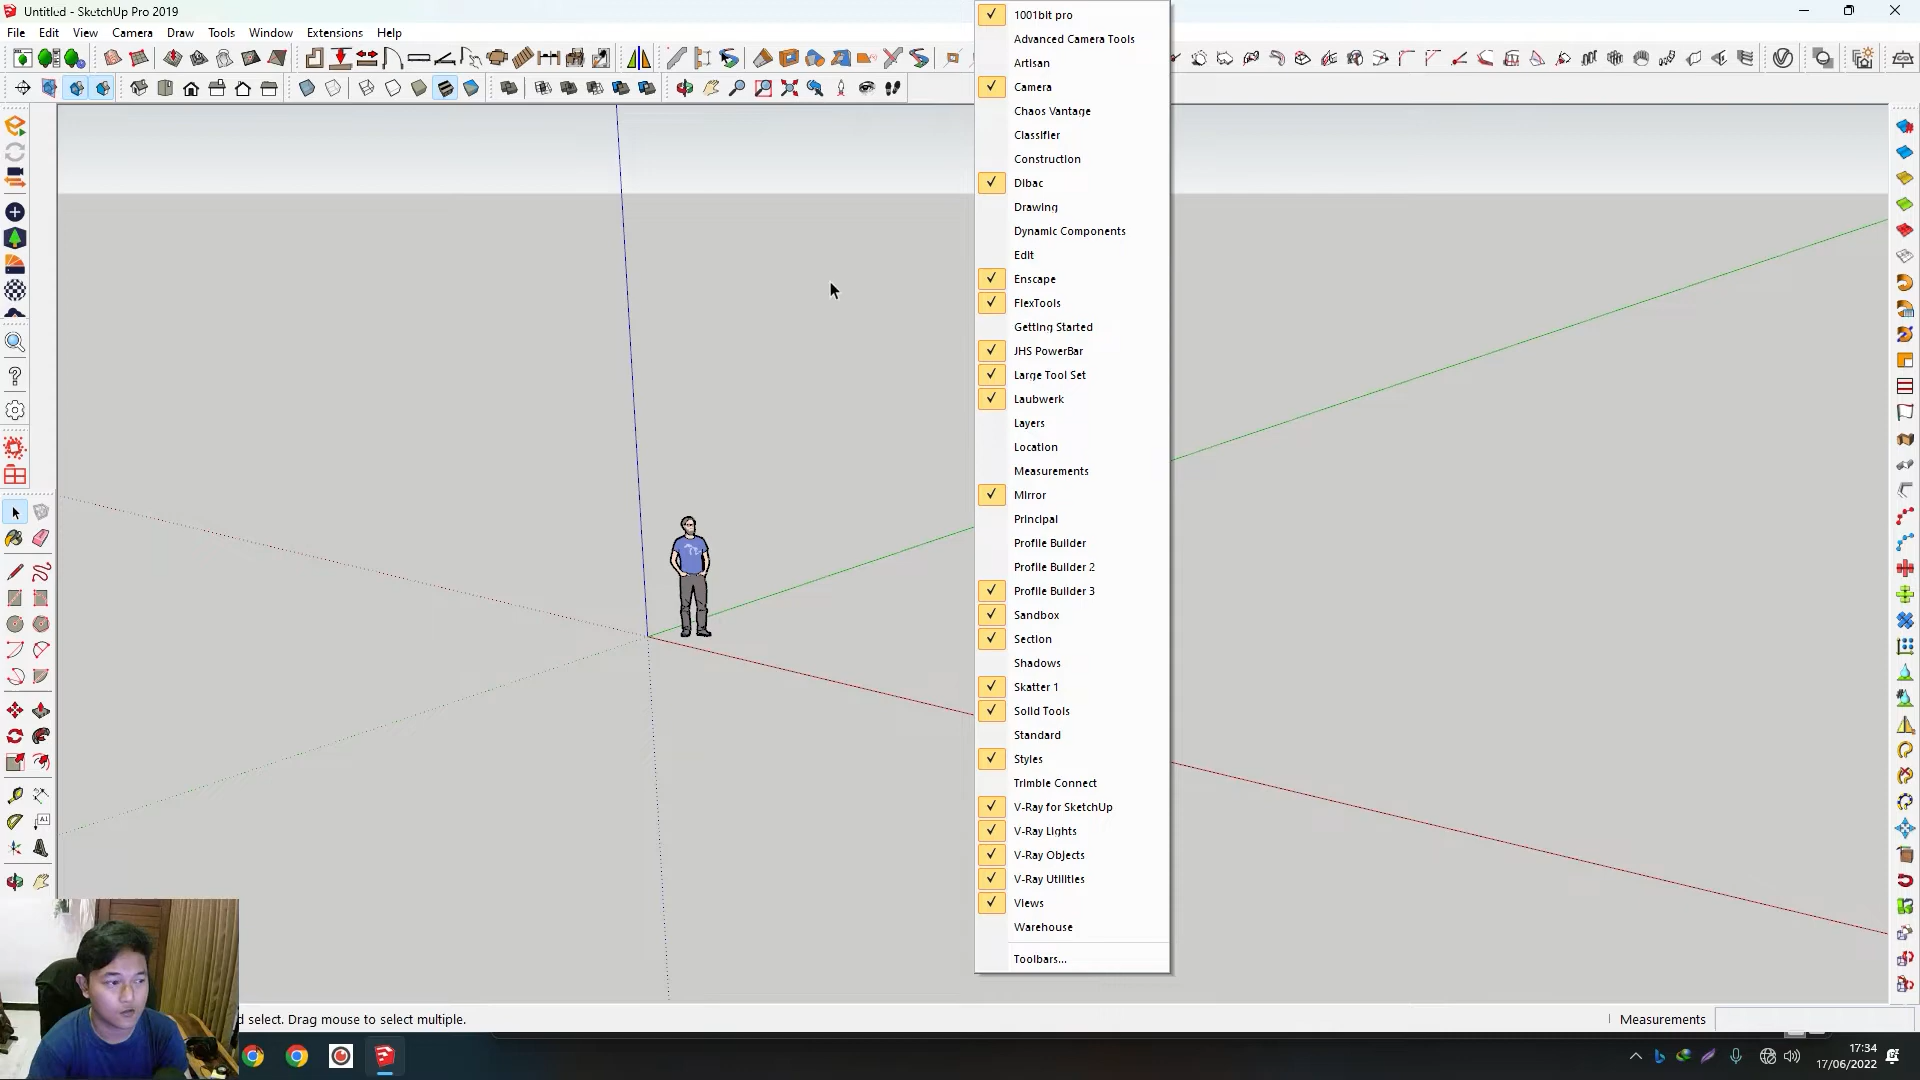 Untitled - SketchUp Pro 2019
File Edit View Camera Draw Tools Window Extensions Help
1001bit pro
Advanced Camera Tools
Artisan
Camera
Chaos Vantage
Classifier
Construction
Dibac
Drawing
Dynamic Components
Edit
Enscape
FlexTools
Getting Started
JHS PowerBar
Large Tool Set
Laubwerk
Layers
Location
Measurements
Mirror
Principal
Profile Builder
Profile Builder 2
Profile Builder 3
Sandbox
Section
Shadows
Skatter 1
Solid Tools
Standard
Styles
Trimble Connect
V-Ray for SketchUp
V-Ray Lights
V-Ray Objects
V-Ray Utilities
Views
Warehouse
Toolbars...
d select. Drag mouse to select multiple.
Measurements
17:34
17/06/2022